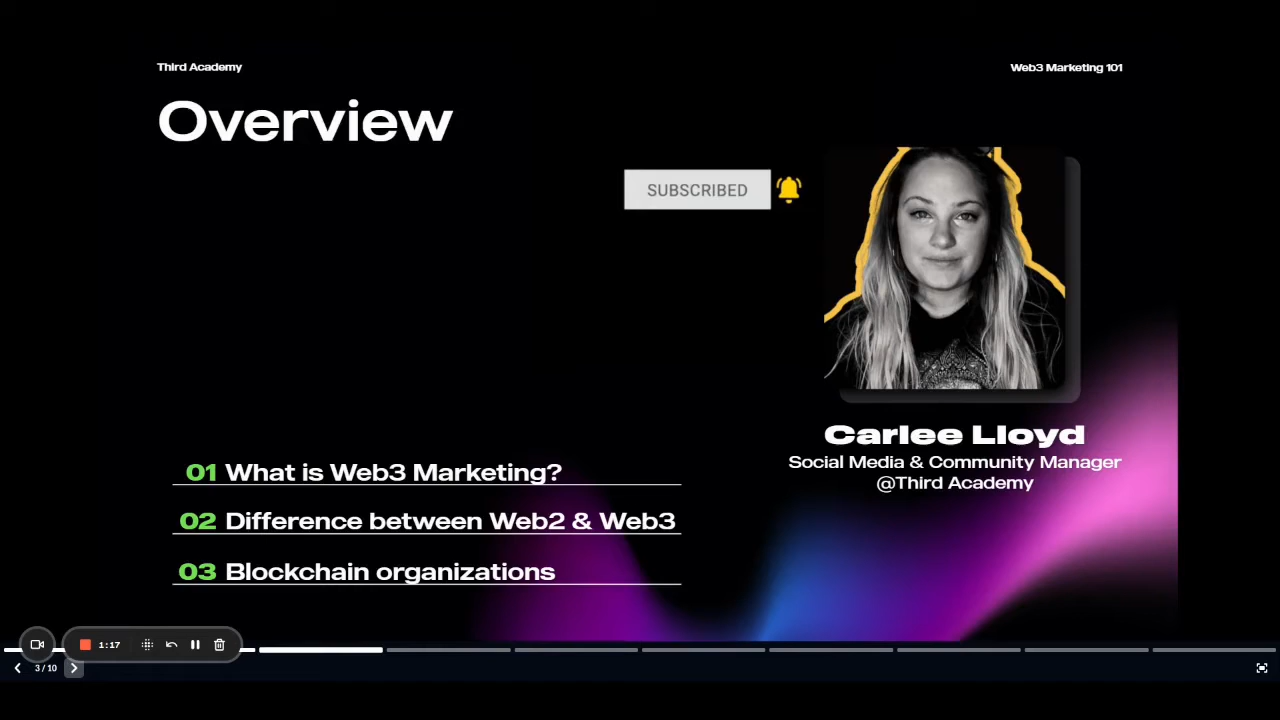 Third Academy
Web3 Marketing 101
Overview
SUBSCRIBED
Carlee Lloyd
Social Media & Community Manager
@Third Academy
01 What is Web3 Marketing?
02 Difference between Web2 & Web3
03 Blockchain organizations
1:17
3 / 10